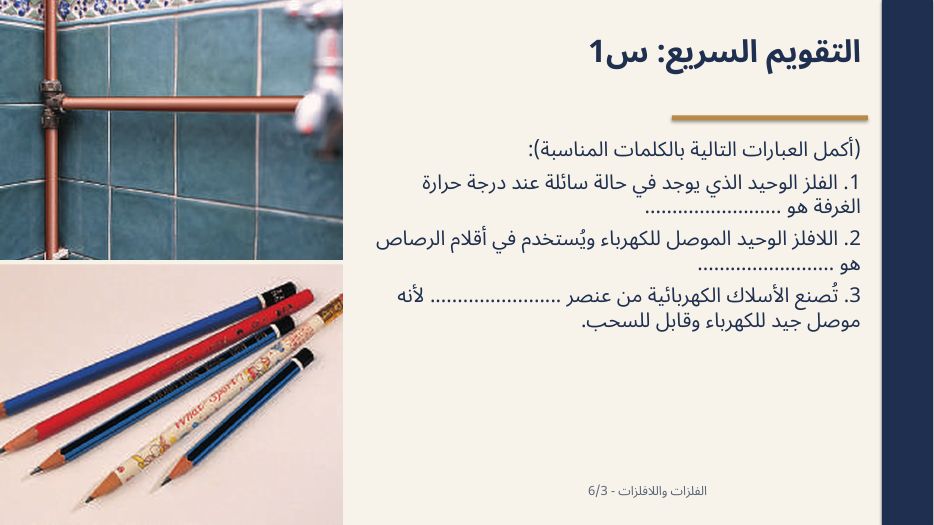 التقويم السريع: س1
(أكمل العبارات التالية بالكلمات المناسبة):
1. الفلز الوحيد الذي يوجد في حالة سائلة عند درجة حرارة
الغرفة هو .........................
2. اللافلز الوحيد الموصل للكهرباء ويُستخدم في أقلام الرصاص
هو .........................
3. تُصنع الأسلاك الكهربائية من عنصر ......................... لأنه
موصل جيد للكهرباء وقابل للسحب.
What Sport?
الفلزات واللافلزات - 6/3